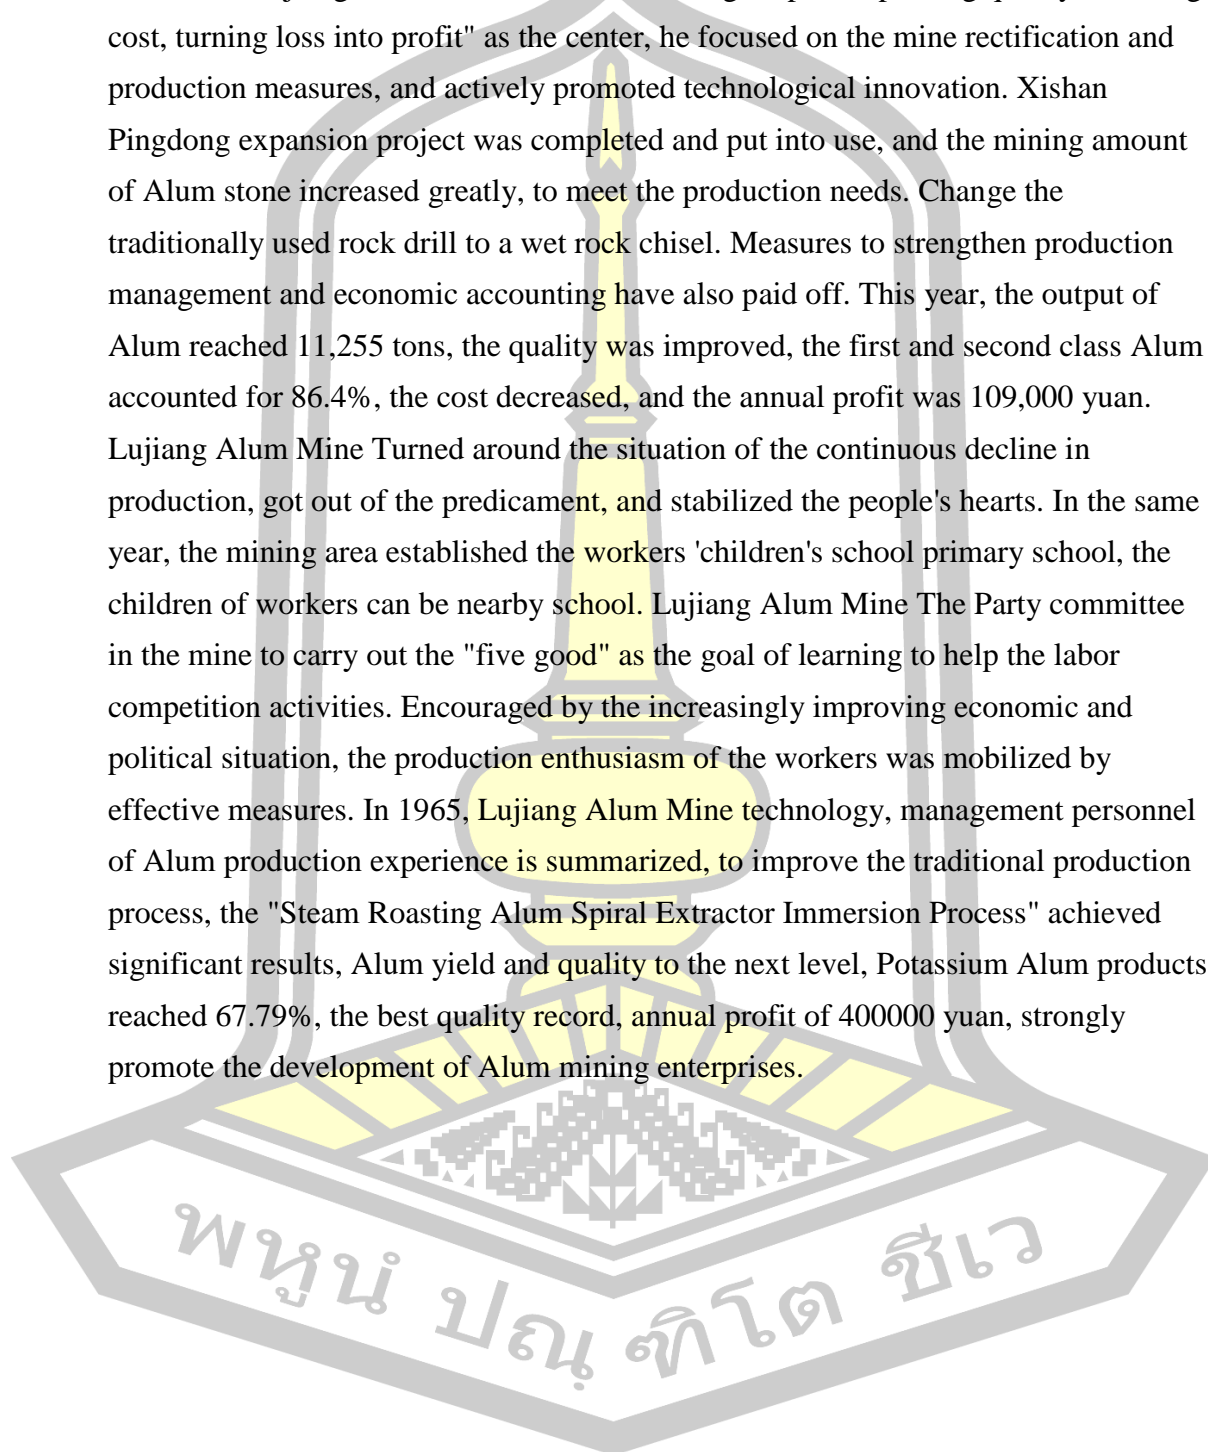 cost, turning loss into profit" as the center, he focused on the mine rectification and
production measures, and actively promoted technological innovation. Xishan
Pingdong expansion project was completed and put into use, and the mining amount
of Alum stone increased greatly, to meet the production needs. Change the
traditionally used rock drill to a wet rock chisel. Measures to strengthen production
management and economic accounting have also paid off. This year, the output of
Alum reached 11,255 tons, the quality was improved, the first and second class Alum
accounted for 86.4%, the cost decreased, and the annual profit was 109,000 yuan.
Lujiang Alum Mine Turned around the situation of the continuous decline in
production, got out of the predicament, and stabilized the people's hearts. In the same
year, the mining area established the workers 'children's school primary school, the
children of workers can be nearby school. Lujiang Alum Mine The Party committee
in the mine to carry out the "five good" as the goal of learning to help the labor
competition activities. Encouraged by the increasingly improving economic and
political situation, the production enthusiasm of the workers was mobilized by
effective measures. In 1965, Lujiang Alum Mine technology, management personnel
of Alum production experience is summarized, to improve the traditional production
process, the "Steam Roasting Alum Spiral Extractor Immersion Process" achieved
significant results, Alum yield and quality to the next level, Potassium Alum products
reached 67.79%, the best quality record, annual profit of 400000 yuan, strongly
promote the development of Alum mining enterprises.
พหูนํ ปณฺฑิโต ชีเว